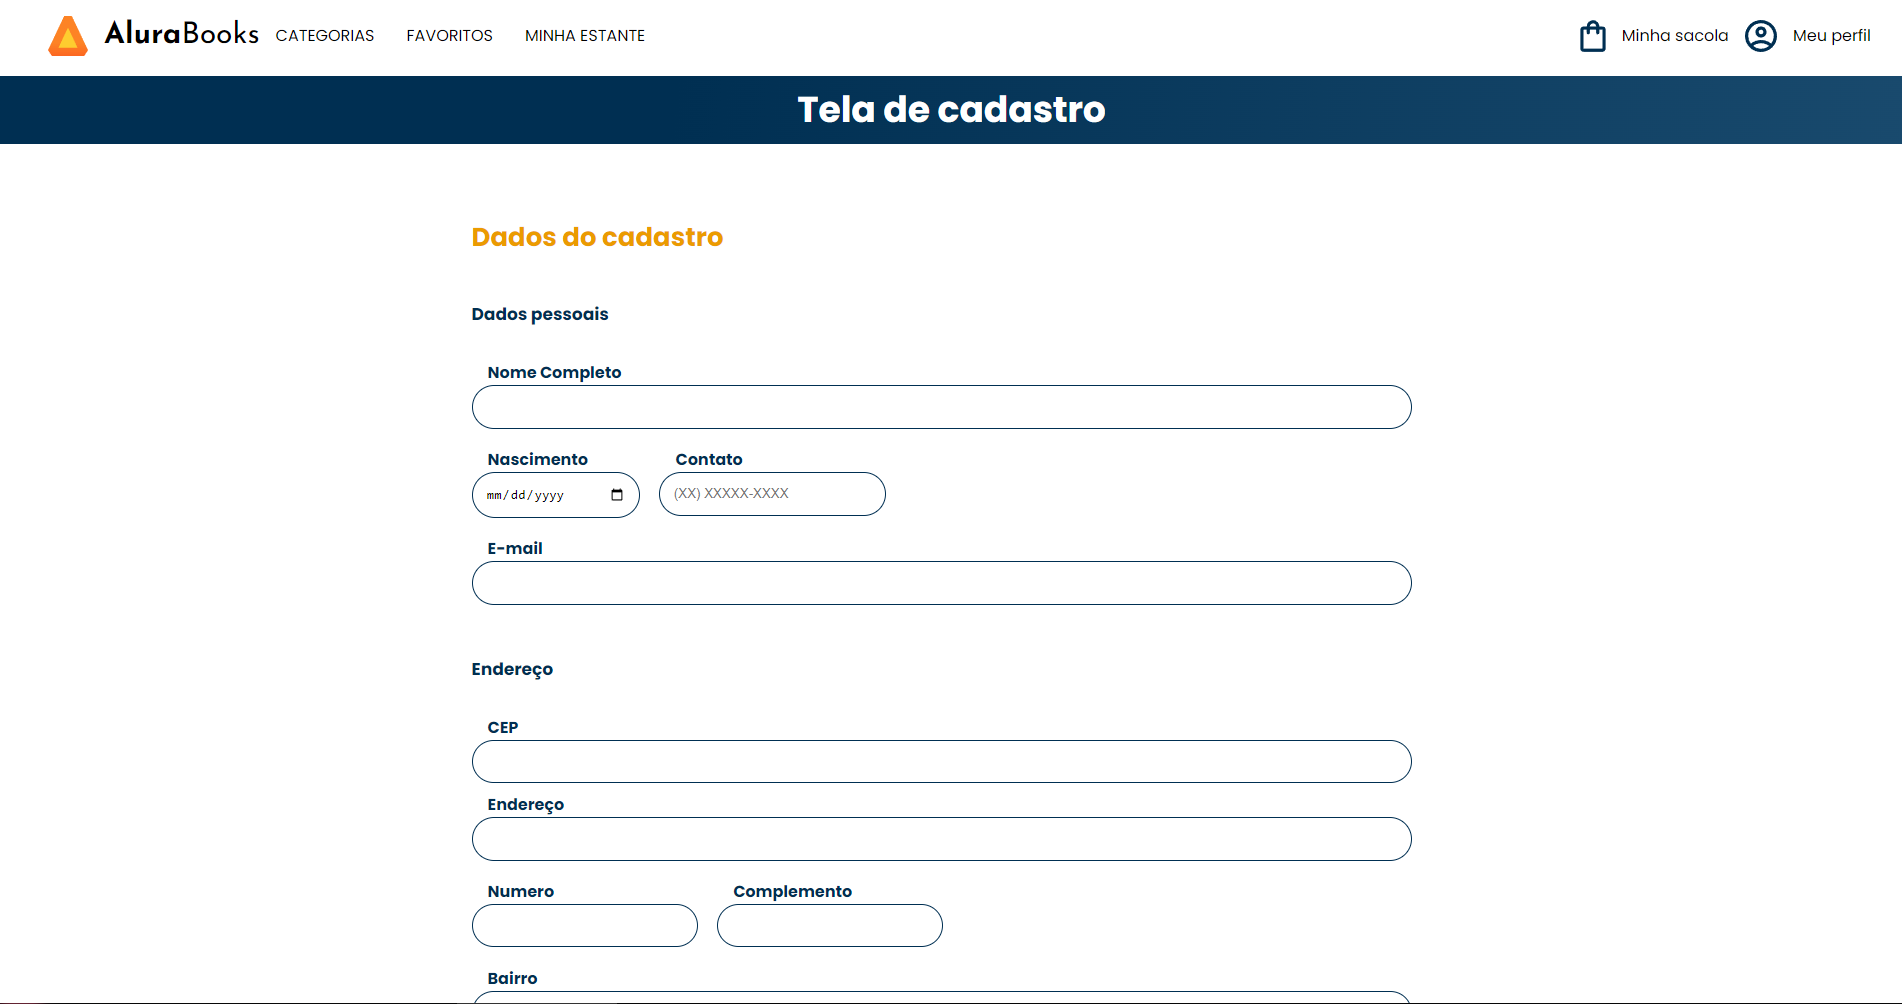 AluraBooks CATEGORIAS FAVORITOS MINHA ESTANTE Minha sacola Meu perfil
Tela de cadastro
Dados do cadastro
Dados pessoais
Nome Completo
Nascimento Contato
mm/dd/yyyy (XX) XXXXX-XXXX
E-mail
Endereço
CEP
Endereço
Numero Complemento
Bairro